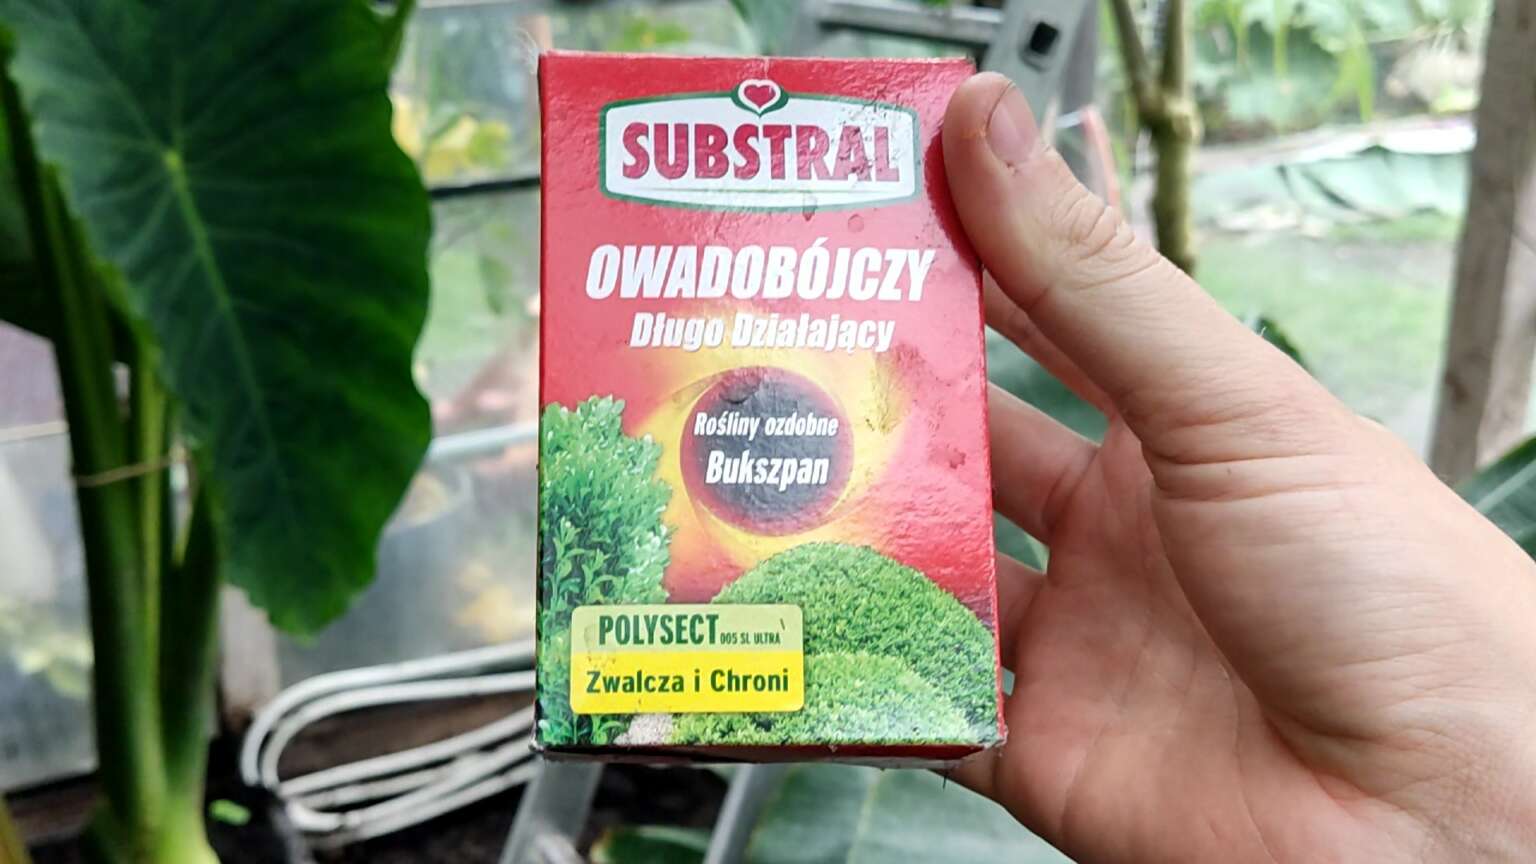 SUBSTRAL
OWADOBÓJCZY
Długo Działający
Rośliny ozdobne
Bukszpan
POLYSECT 005 SL ULTRA
Zwalcza i Chroni